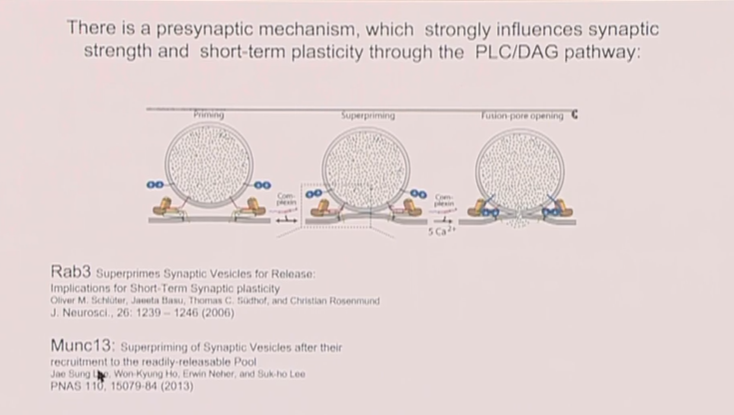 There is a presynaptic mechanism, which strongly influences synaptic
strength and short-term plasticity through the PLC/DAG pathway:
Priming Superpriming Fusion-pore opening C
Com-
plexin
Com-
plexin
5 Ca2+
Rab3 Superprimes Synaptic Vesicles for Release:
Implications for Short-Term Synaptic plasticity
Oliver M. Schlüter, Jayeeta Basu, Thomas C. Südhof, and Christian Rosenmund
J. Neurosci., 26: 1239 – 1246 (2006)
Munc13: Superpriming of Synaptic Vesicles after their
recruitment to the readily-releasable Pool
Jae Sung Won-Kyung Ho, Erwin Neher, and Suk-ho Lee
PNAS 110, 15079-84 (2013)